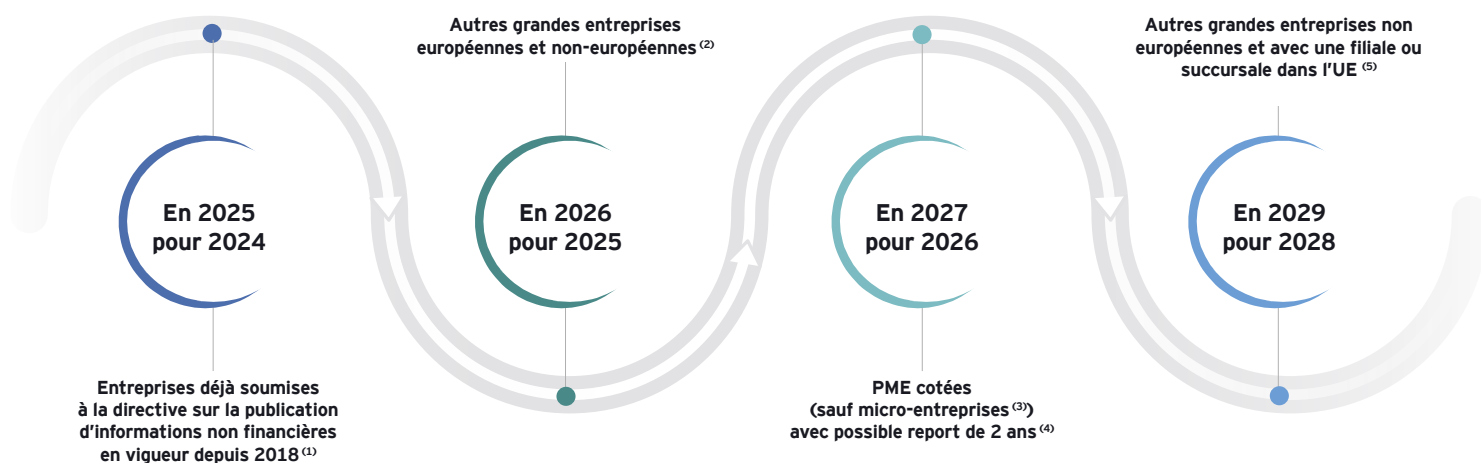 En 2025
pour 2024
Entreprises déjà soumises
à la directive sur la publication
d'informations non financières
en vigueur depuis 2018 (1)
Autres grandes entreprises
européennes et non-européennes (2)
En 2026
pour 2025
En 2027
pour 2026
PME cotées
(sauf micro-entreprises (3))
avec possible report de 2 ans (4)
Autres grandes entreprises non
européennes et avec une filiale ou
succursale dans l'UE (5)
En 2029
pour 2028